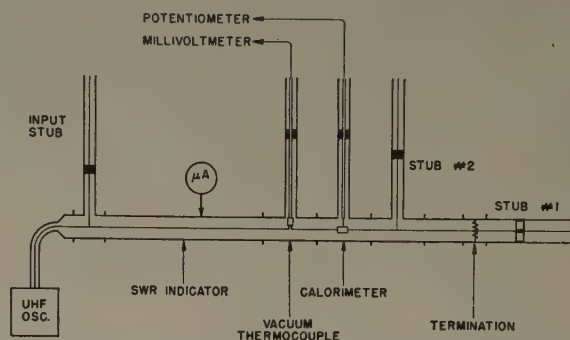 POTENTIOMETER
MILLIVOLTMETER
INPUT
STUB
µA
STUB #2
STUB #1
UHF
OSC.
SWR INDICATOR
VACUUM
THERMOCOUPLE
CALORIMETER
TERMINATION